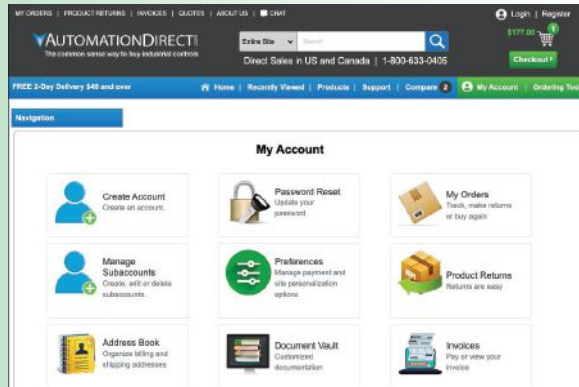 MY ORDERS | PRODUCT RETURNS | INVOICES | QUOTES | ABOUT US | CHAT
Login | Register
AUTOMATIONDIRECT
The common sense way to buy industrial controls
Entire Site
Search
$177.00
1
Direct Sales in US and Canada | 1-800-633-0405
Checkout
FREE 2-Day Delivery $49 and over
Home | Recently Viewed | Products | Support | Compare 2
My Account | Ordering Too
Navigation
My Account
Create Account
Create an account.
Password Reset
Update your
password
My Orders
Track, make returns
or buy again
Manage
Subaccounts
Create, edit or delete
subaccounts.
Preferences
Manage payment and
site personalization
options
Product Returns
Returns are easy
Address Book
Organize billing and
shipping addresses
Document Vault
Customized
documentation
Invoices
Pay or view your
invoice